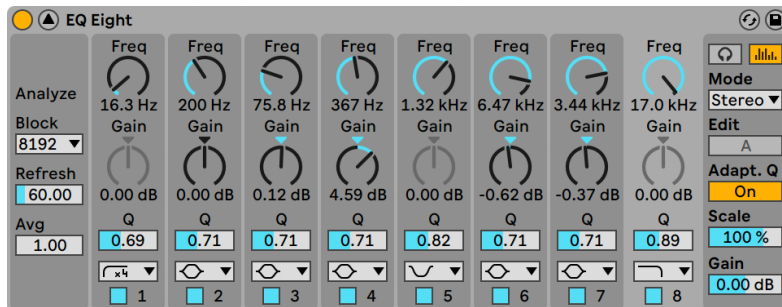 EQ Eight
Freq Freq Freq Freq Freq Freq Freq Freq
16.3 Hz 200 Hz 75.8 Hz 367 Hz 1.32 kHz 6.47 kHz 3.44 kHz 17.0 kHz
Gain Gain Gain Gain Gain Gain Gain Gain
0.00 dB 0.00 dB 0.12 dB 4.59 dB 0.00 dB -0.62 dB -0.37 dB 0.00 dB
Q Q Q Q Q Q Q Q
0.69 0.71 0.71 0.71 0.82 0.71 0.71 0.89
x4
1 2 3 4 5 6 7 8
Analyze
Block
8192
Refresh
60.00
Avg
1.00
Mode
Stereo
Edit
A
Adapt. Q
On
Scale
100 %
Gain
0.00 dB